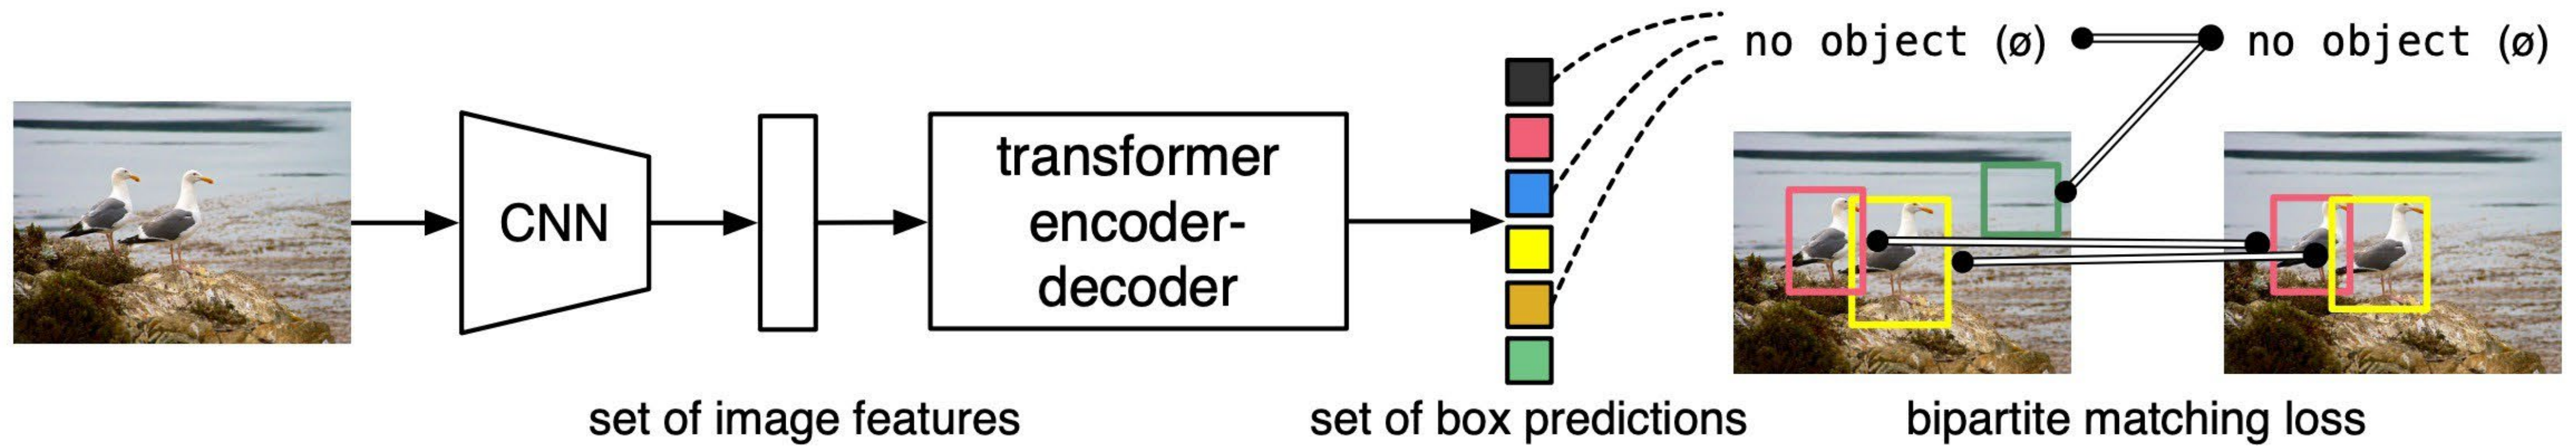 no object (ø)
no object (ø)
CNN
transformer
encoder-
decoder
set of image features
set of box predictions
bipartite matching loss